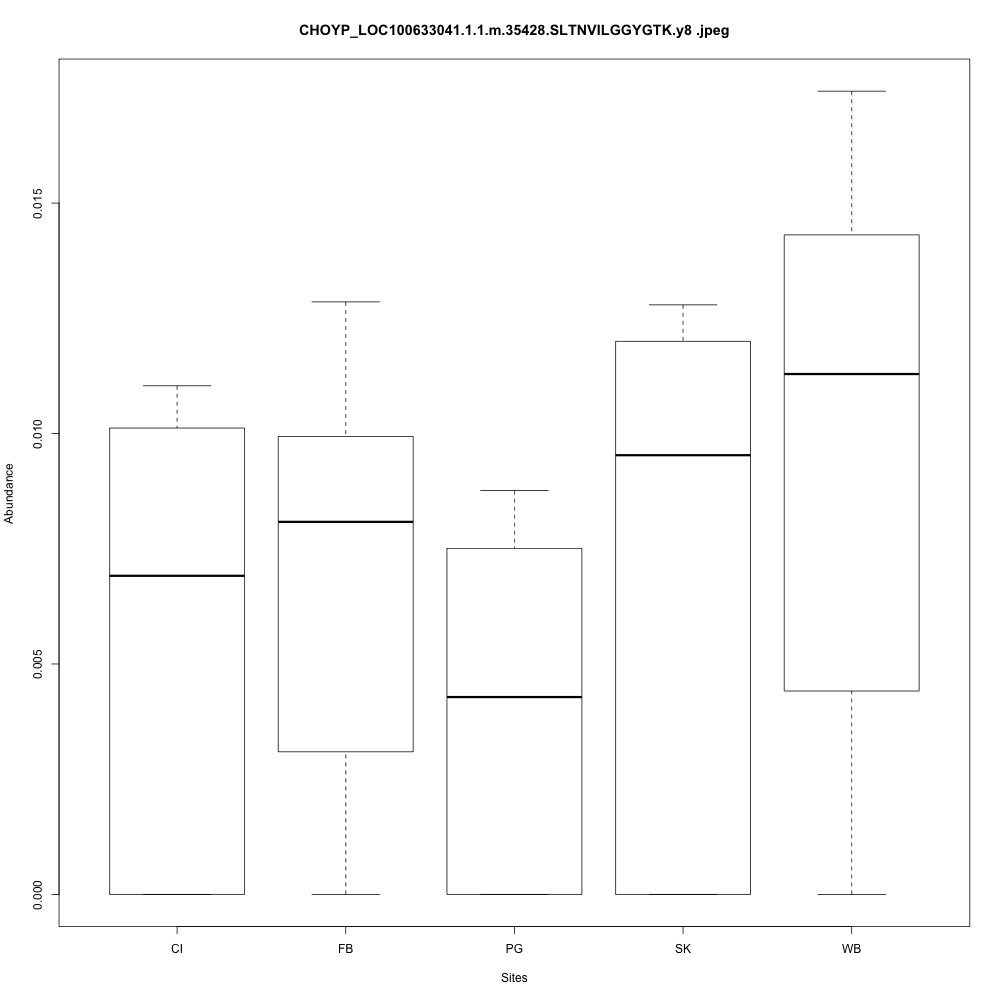 CHOYP_LOC100633041.1.1.m.35428.SLTNVILGGYGTK.y8 .jpeg
0.015
0.010
Abundance
0.005
0.000
CI FB PG SK WB
Sites